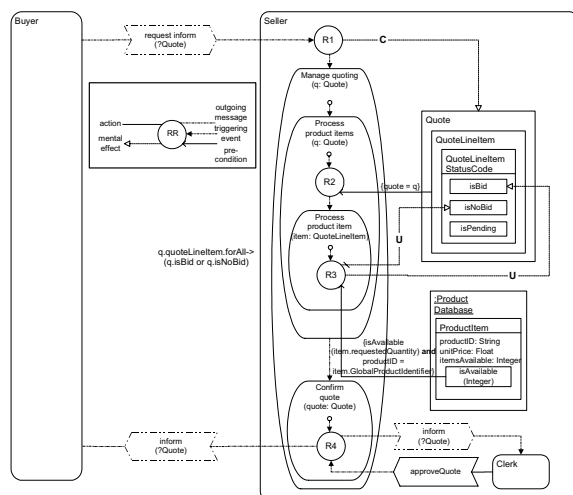 Buyer
Seller
request inform
(?Quote)
R1
C
Manage quoting
(q: Quote)
outgoing
message
action
RR
triggering
event
mental
effect
pre-
condition
Process
product items
(q: Quote)
Quote
QuoteLineItem
QuoteLineItem
StatusCode
isBid
isNoBid
isPending
R2
{quote = q}
Process
product item
(item: QuoteLineItem)
U
q.quoteLineItem.forAll->
(q.isBid or q.isNoBid)
R3
U
:Product
Database
ProductItem
productID: String
unitPrice: Float
itemsAvailable: Integer
isAvailable
(Integer)
{isAvailable
(item.requestedQuantity) and
productID =
item.GlobalProductIdentifier}
Confirm
quote
(quote: Quote)
inform
(?Quote)
R4
inform
(?Quote)
approveQuote
Clerk